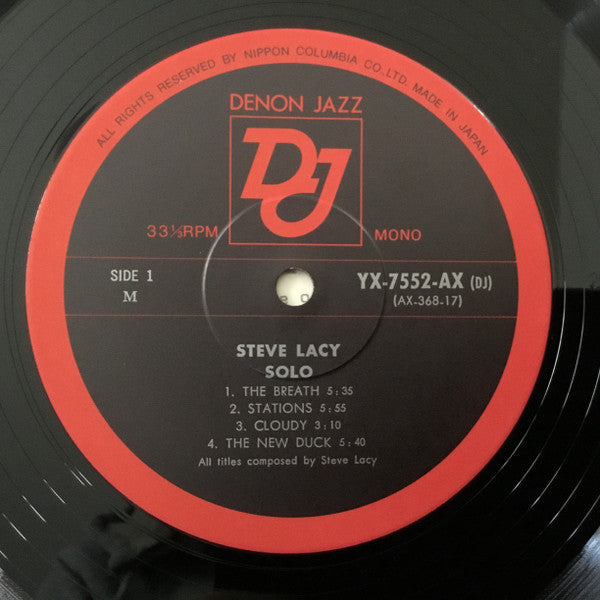 ALL RIGHTS RESERVED BY NIPPON COLUMBIA CO., LTD. MADE IN JAPAN
DENON JAZZ
DJ
33⅓RPM
MONO
SIDE 1
M
YX-7552-AX (DJ)
(AX-368-17)
STEVE LACY
SOLO
1. THE BREATH 5:35
2. STATIONS 5:55
3. CLOUDY 3:10
4. THE NEW DUCK 5:40
All titles composed by Steve Lacy